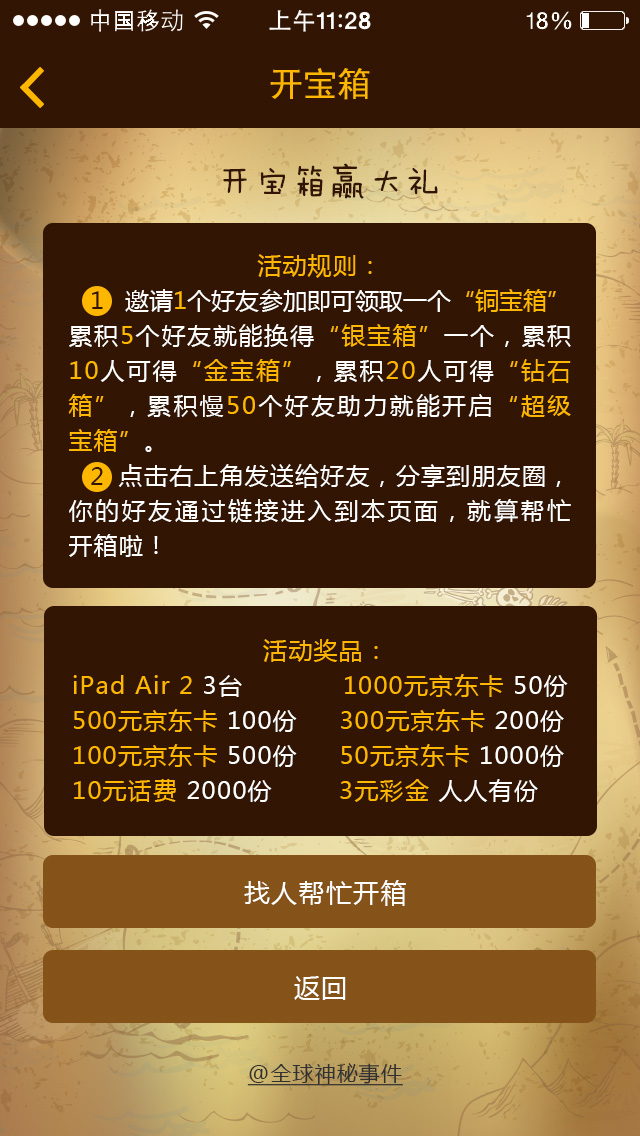 中国移动 上午11:28 18%
开宝箱
开宝箱赢大礼
活动规则：
1 邀请1个好友参加即可领取一个“铜宝箱”
累积5个好友就能换得“银宝箱”一个，累积
10人可得“金宝箱”，累积20人可得“钻石
箱”，累积慢50个好友助力就能开启“超级
宝箱”。
2 点击右上角发送给好友，分享到朋友圈，
你的好友通过链接进入到本页面，就算帮忙
开箱啦！
活动奖品：
iPad Air 2 3台 1000元京东卡 50份
500元京东卡 100份 300元京东卡 200份
100元京东卡 500份 50元京东卡 1000份
10元话费 2000份 3元彩金 人人有份
找人帮忙开箱
返回
@全球神秘事件